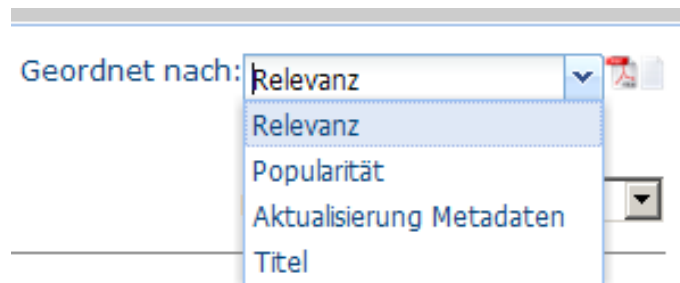 Geordnet nach: Relevanz
Relevanz
Popularität
Aktualisierung Metadaten
Titel